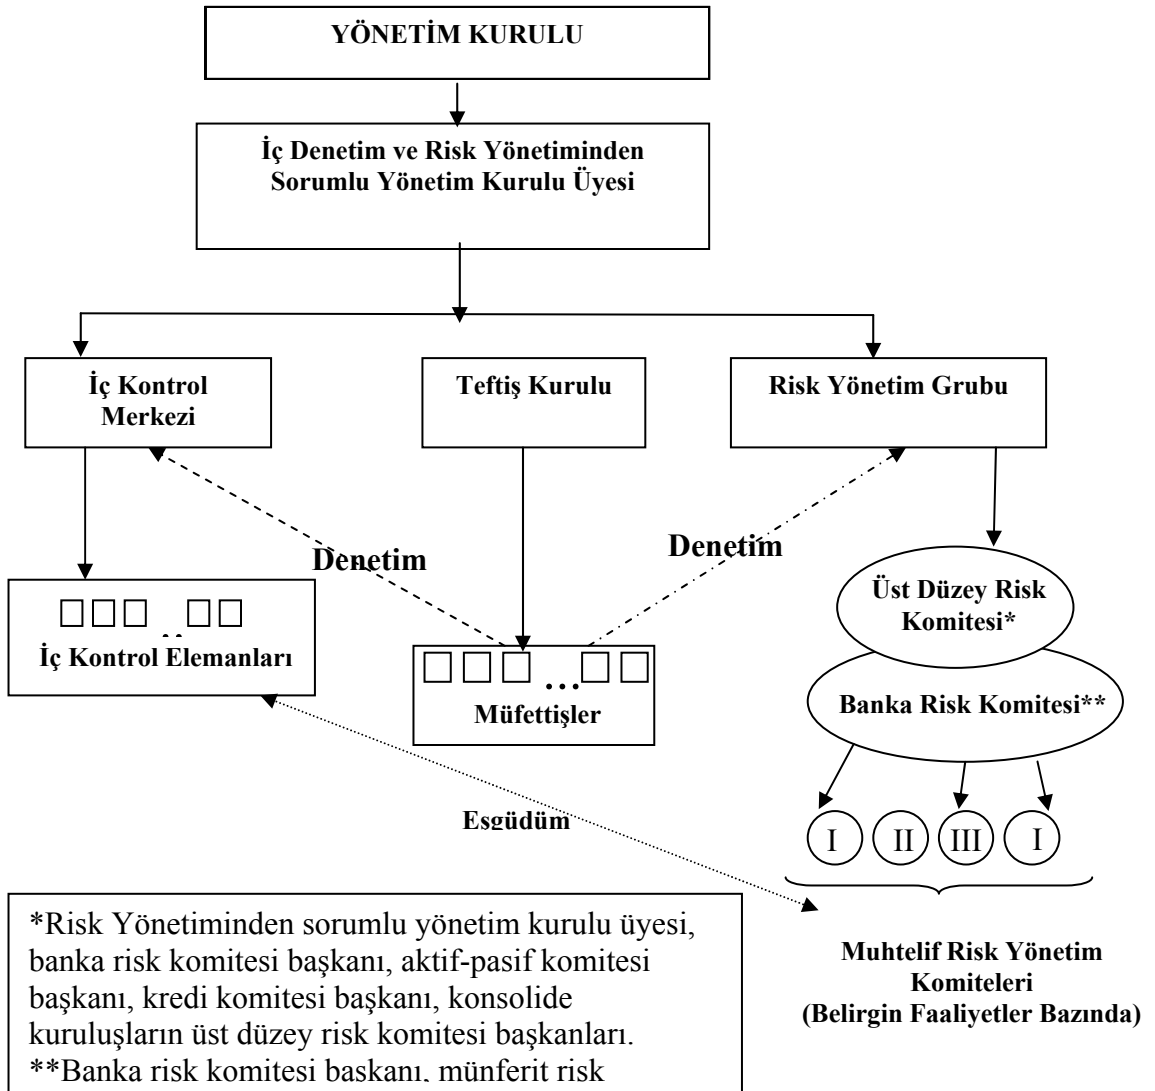 YÖNETİM KURULU
İç Denetim ve Risk Yönetiminden
Sorumlu Yönetim Kurulu Üyesi
İç Kontrol
Merkezi
Teftiş Kurulu
Risk Yönetim Grubu
Denetim
Denetim
Üst Düzey Risk
Komitesi*
..
İç Kontrol Elemanları
...
Müfettişler
Banka Risk Komitesi**
Eşgüdüm
I II III I
*Risk Yönetiminden sorumlu yönetim kurulu üyesi,
banka risk komitesi başkanı, aktif-pasif komitesi
başkanı, kredi komitesi başkanı, konsolide
kuruluşların üst düzey risk komitesi başkanları.
**Banka risk komitesi başkanı, münferit risk
Muhtelif Risk Yönetim
Komiteleri
(Belirgin Faaliyetler Bazında)